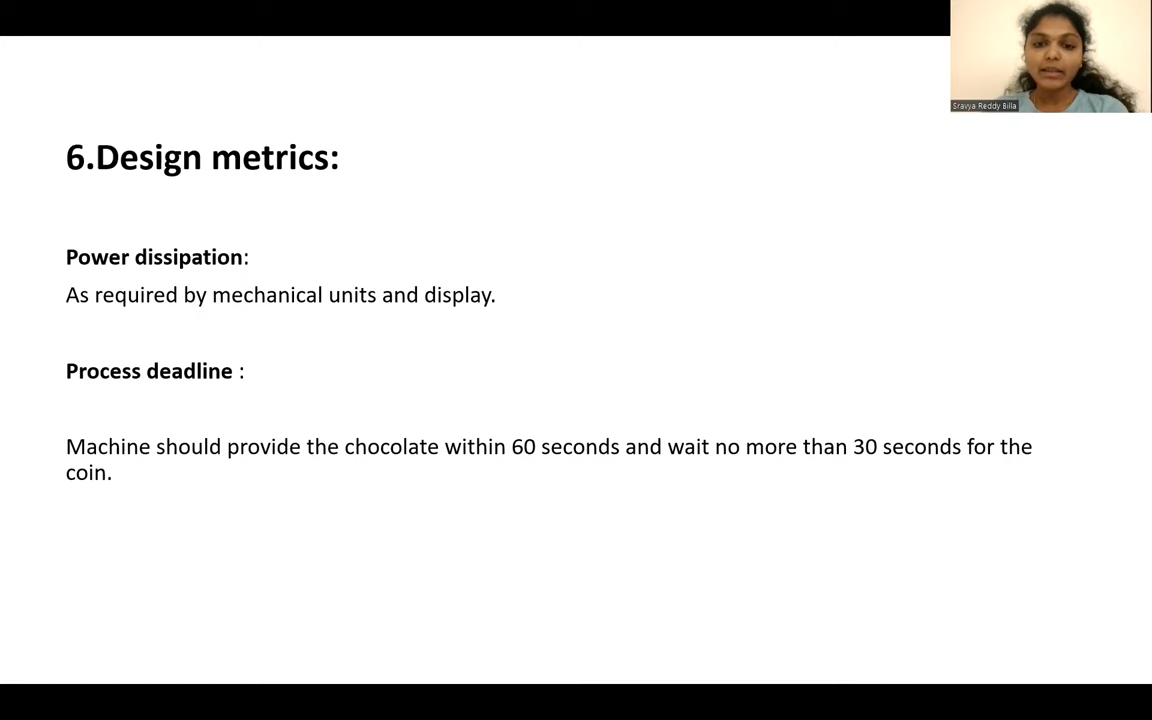 Sravya Reddy Billa
6.Design metrics:
Power dissipation:
As required by mechanical units and display.
Process deadline :
Machine should provide the chocolate within 60 seconds and wait no more than 30 seconds for the
coin.